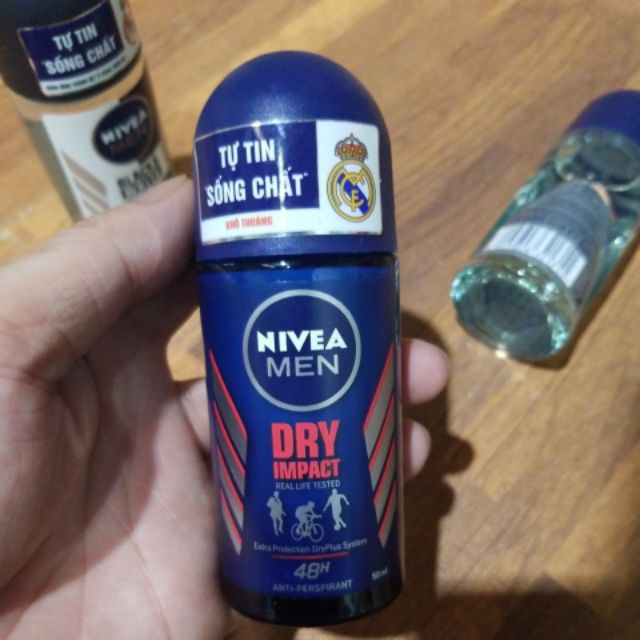 TỰ TIN
"SỐNG CHẤT"
KHÔ THOÁNG
NIVEA
MEN
DRY
IMPACT
REAL LIFE TESTED
Extra Protection DryPlus System
48H
ANTI-PERSPIRANT
50ml
TỰ TIN
SỐNG CHẤT
NIVEA
MEN